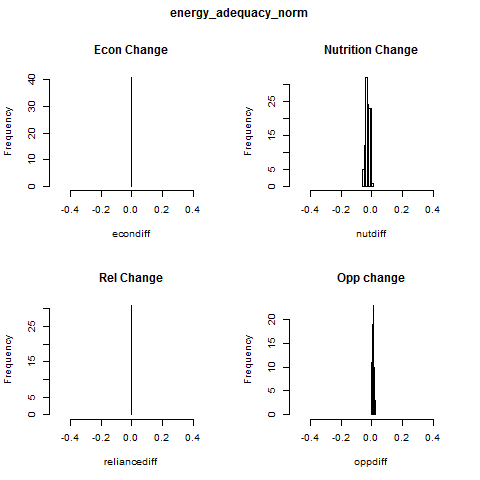 energy_adequacy_norm
Econ Change
Frequency
0 10 20 30 40
-0.4 -0.2 0.0 0.2 0.4
econdiff
Nutrition Change
Frequency
0 5 15 25
-0.4 -0.2 0.0 0.2 0.4
nutdiff
Rel Change
Frequency
0 5 15 25
-0.4 -0.2 0.0 0.2 0.4
reliancediff
Opp change
Frequency
0 5 10 15 20
-0.4 -0.2 0.0 0.2 0.4
oppdiff